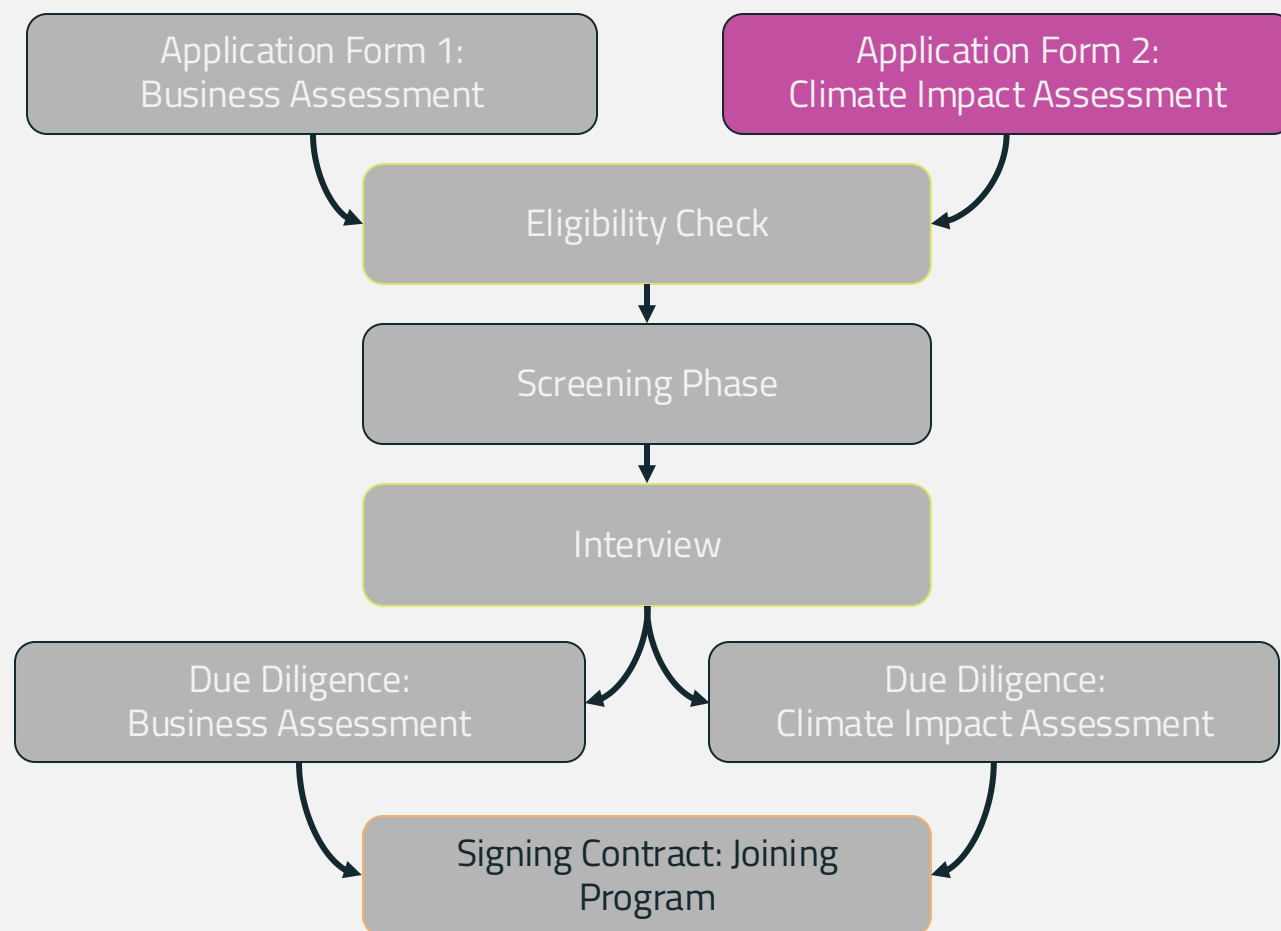 Application Form 1:
Business Assessment
Application Form 2:
Climate Impact Assessment
Eligibility Check
Screening Phase
Interview
Due Diligence:
Business Assessment
Due Diligence:
Climate Impact Assessment
Signing Contract: Joining
Program